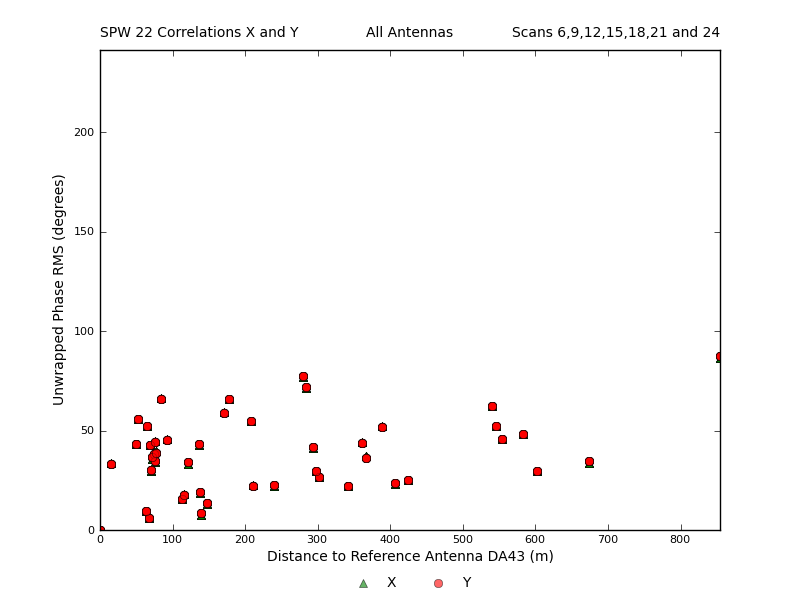 SPW 22 Correlations X and Y All Antennas Scans 6,9,12,15,18,21 and 24
200
150
100
50
0
Unwrapped Phase RMS (degrees)
0 100 200 300 400 500 600 700 800
Distance to Reference Antenna DA43 (m)
X Y